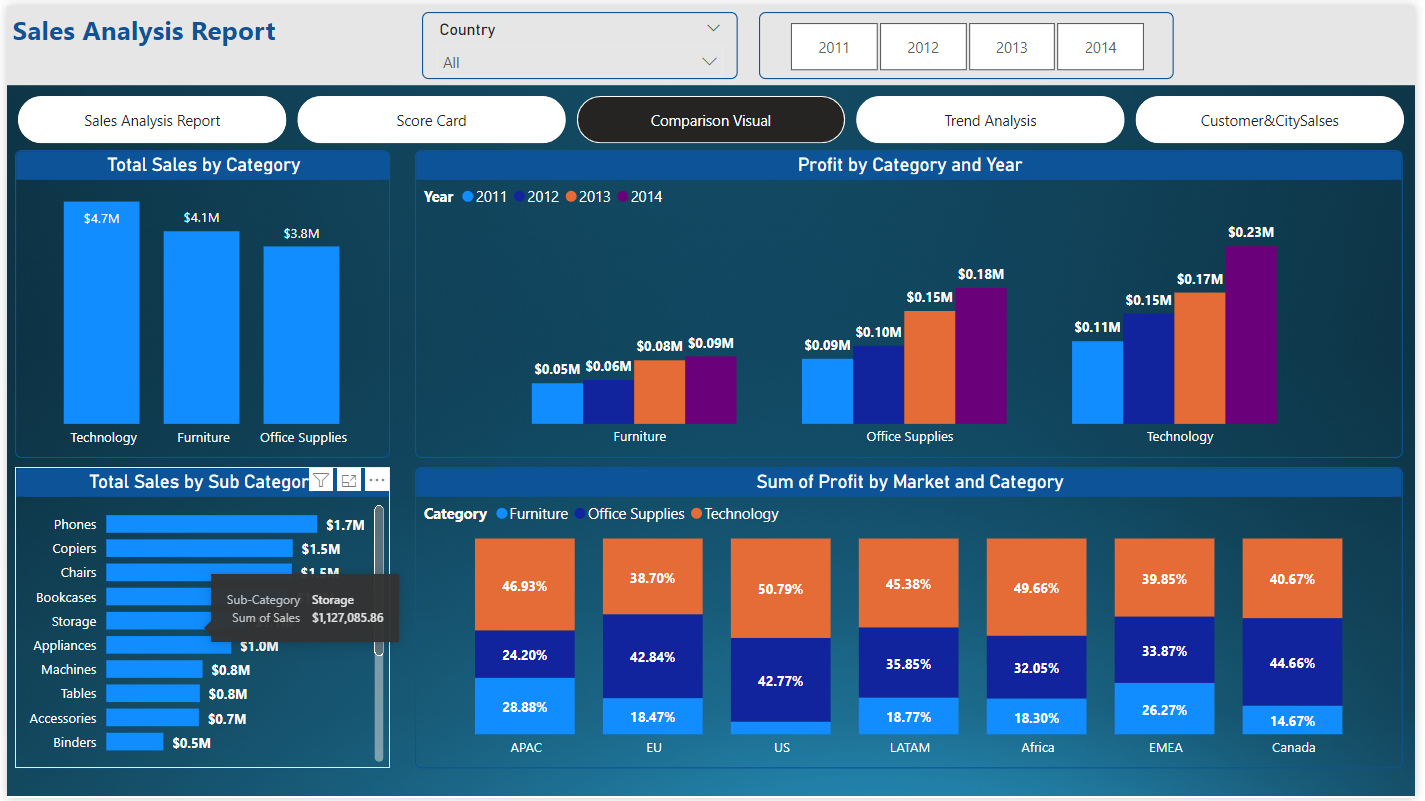 Sales Analysis Report
Country
All
2011 2012 2013 2014
Sales Analysis Report Score Card Comparison Visual Trend Analysis Customer&CitySalses
Total Sales by Category
$4.7M $4.1M $3.8M
Technology Furniture Office Supplies
Profit by Category and Year
Year 2011 2012 2013 2014
$0.05M $0.06M $0.08M $0.09M
$0.09M $0.10M $0.15M $0.18M
$0.11M $0.15M $0.17M $0.23M
Furniture Office Supplies Technology
Total Sales by Sub Categor
Phones $1.7M
Copiers $1.5M
Chairs $1.5M
Bookcases
Storage
Appliances $1.0M
Machines $0.8M
Tables $0.8M
Accessories $0.7M
Binders $0.5M
Sub-Category Storage
Sum of Sales $1,127,085.86
Sum of Profit by Market and Category
Category Furniture Office Supplies Technology
46.93% 38.70% 50.79% 45.38% 49.66% 39.85% 40.67%
24.20% 42.84% 42.77% 35.85% 32.05% 33.87% 44.66%
28.88% 18.47% 18.77% 18.30% 26.27% 14.67%
APAC EU US LATAM Africa EMEA Canada